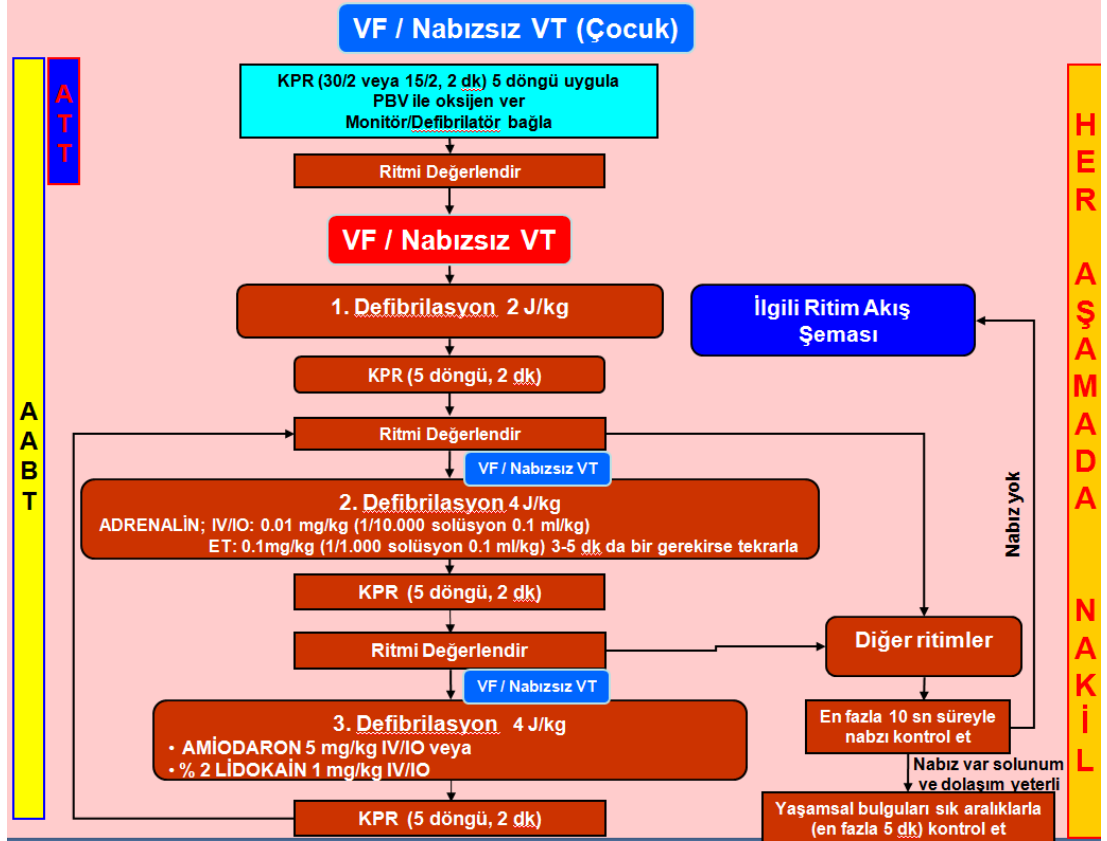 VF / Nabızsız VT (Çocuk)
ATT
AABT
KPR (30/2 veya 15/2, 2 dk) 5 döngü uygula
PBV ile oksijen ver
Monitör/Defibrilatör bağla
Ritmi Değerlendir
VF / Nabızsız VT
1. Defibrilasyon 2 J/kg
KPR (5 döngü, 2 dk)
Ritmi Değerlendir
VF / Nabızsız VT
2. Defibrilasyon 4 J/kg
ADRENALİN; IV/IO: 0.01 mg/kg (1/10.000 solüsyon 0.1 ml/kg)
ET: 0.1mg/kg (1/1.000 solüsyon 0.1 ml/kg) 3-5 dk da bir gerekirse tekrarla
KPR (5 döngü, 2 dk)
Ritmi Değerlendir
VF / Nabızsız VT
3. Defibrilasyon 4 J/kg
• AMİODARON 5 mg/kg IV/IO veya
• % 2 LİDOKAİN 1 mg/kg IV/IO
KPR (5 döngü, 2 dk)
İlgili Ritim Akış
Şeması
Nabız yok
Diğer ritimler
En fazla 10 sn süreyle
nabzı kontrol et
Nabız var solunum
ve dolaşım yeterli
Yaşamsal bulguları sık aralıklarla
(en fazla 5 dk) kontrol et
HER AŞAMADA NAKİL